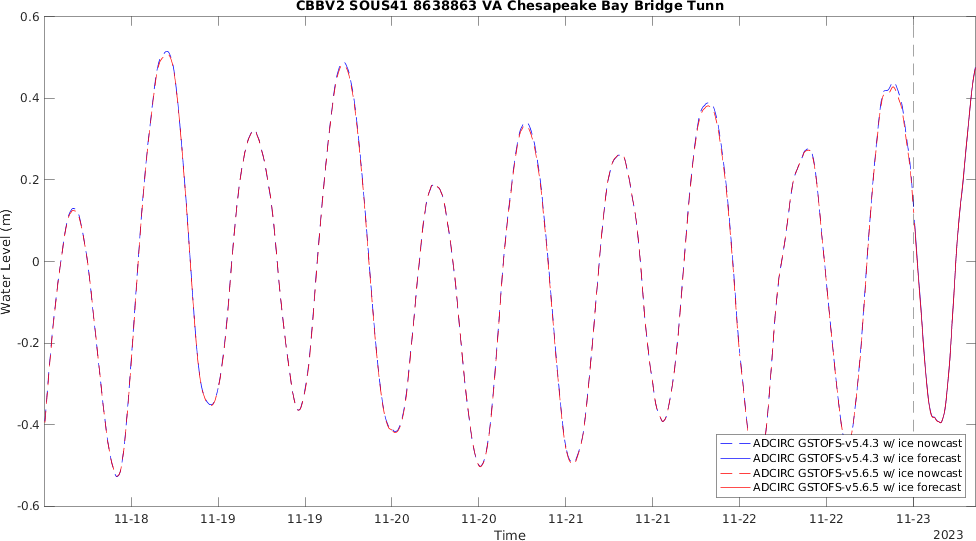 CBBV2 SOUS41 8638863 VA Chesapeake Bay Bridge Tunn
0.6
0.4
0.2
0
-0.2
-0.4
-0.6
Water Level (m)
ADCIRC GSTOFS-v5.4.3 w/ ice nowcast
ADCIRC GSTOFS-v5.4.3 w/ ice forecast
ADCIRC GSTOFS-v5.6.5 w/ ice nowcast
ADCIRC GSTOFS-v5.6.5 w/ ice forecast
11-18 11-19 11-19 11-20 11-20 11-21 11-21 11-22 11-22 11-23
Time
2023